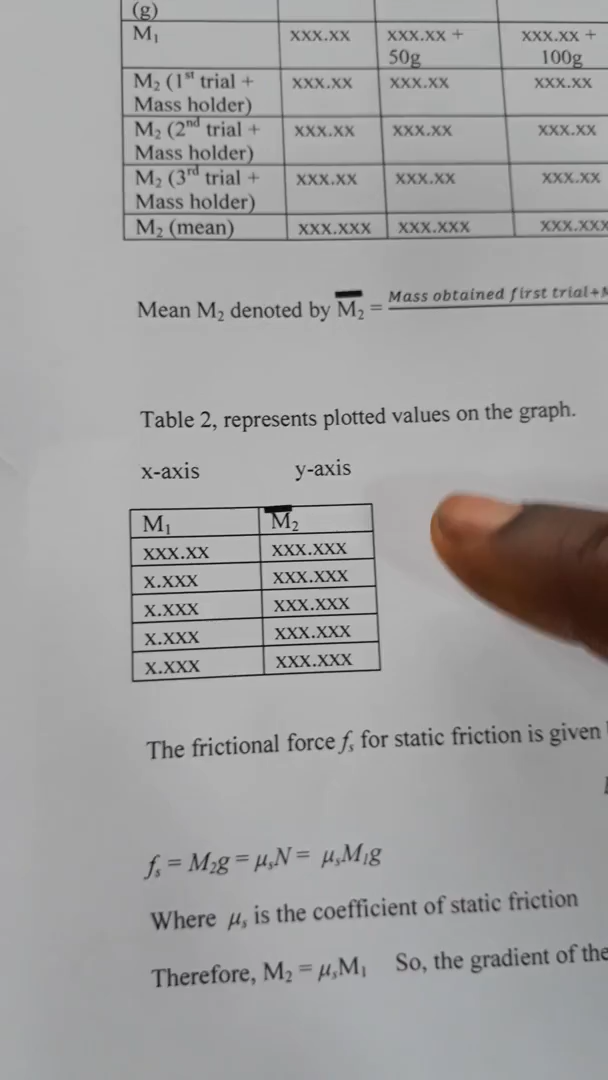 (g)
M₁ xxx.xx xxx.xx + 50g xxx.xx + 100g
M₂ (1ˢᵗ trial + Mass holder) xxx.xx xxx.xx xxx.xx
M₂ (2ⁿᵈ trial + Mass holder) xxx.xx xxx.xx xxx.xx
M₂ (3ʳᵈ trial + Mass holder) xxx.xx xxx.xx xxx.xx
M₂ (mean) xxx.xxx xxx.xxx xxx.xxx
Mean M₂ denoted by M̅₂ = Mass obtained first trial+
Table 2, represents plotted values on the graph.
x-axis y-axis
M₁ M̅₂
xxx.xx xxx.xxx
x.xxx xxx.xxx
x.xxx xxx.xxx
x.xxx xxx.xxx
x.xxx xxx.xxx
The frictional force fₛ for static friction is given
fₛ = M₂g = μₛN = μₛM₁g
Where μₛ is the coefficient of static friction
Therefore, M₂ = μₛM₁ So, the gradient of the